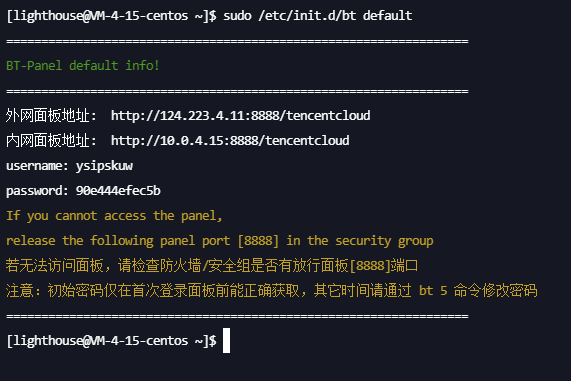 [lighthouse@VM-4-15-centos ~]$ sudo /etc/init.d/bt default
==================================================================
BT-Panel default info!
==================================================================
外网面板地址: http://124.223.4.11:8888/tencentcloud
内网面板地址: http://10.0.4.15:8888/tencentcloud
username: ysipskuw
password: 90e444efec5b
If you cannot access the panel,
release the following panel port [8888] in the security group
若无法访问面板，请检查防火墙/安全组是否有放行面板[8888]端口
注意：初始密码仅在首次登录面板前能正确获取，其它时间请通过 bt 5 命令修改密码
==================================================================
[lighthouse@VM-4-15-centos ~]$